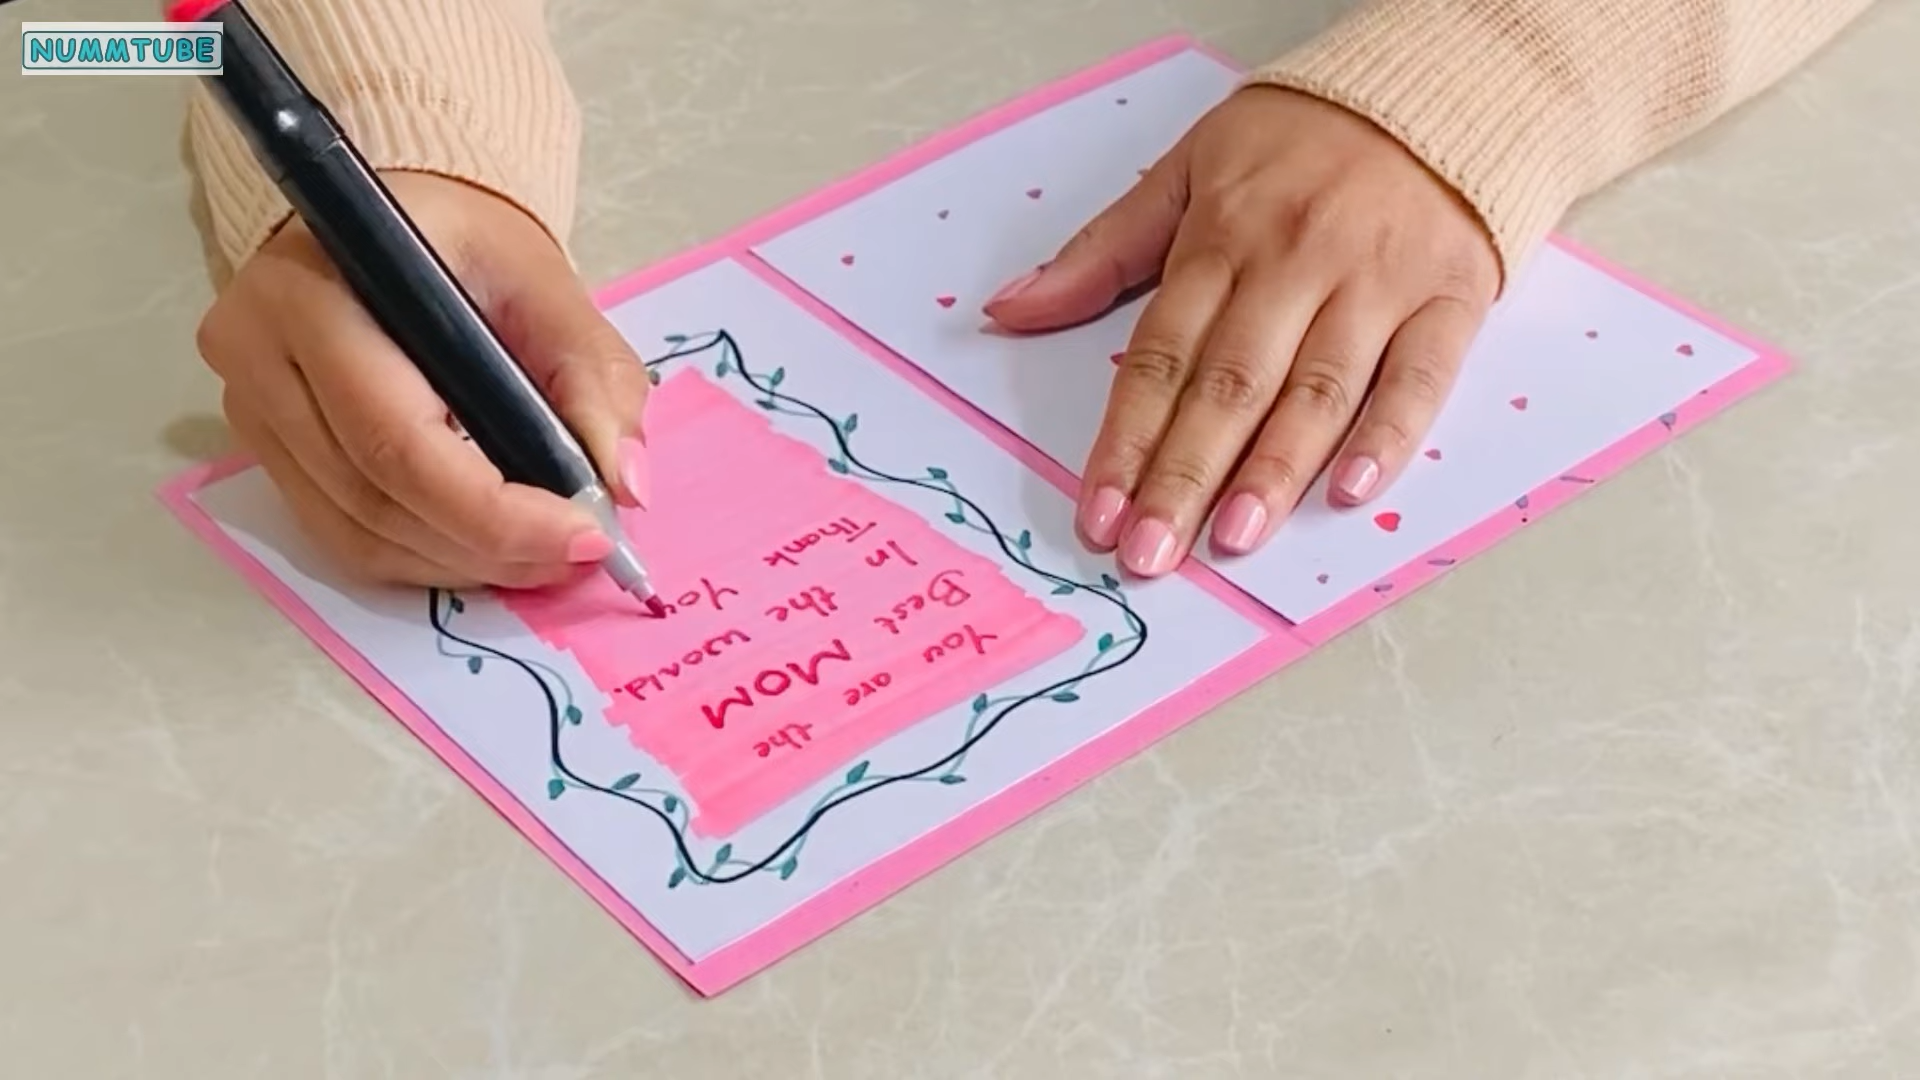 NUMMTUBE
You are the
Best MOM
In the world.
Thank You